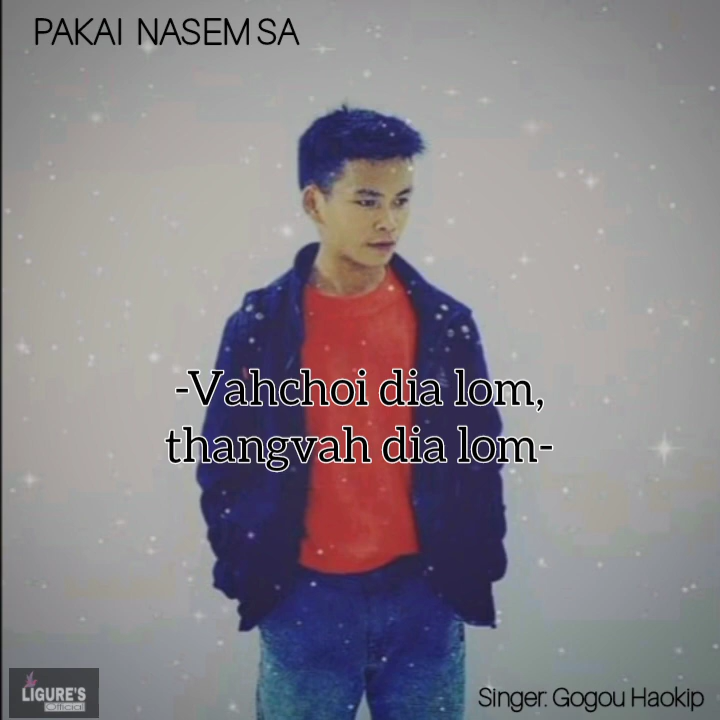 PAKAI NASEM SA
-Vahchoi dia lom,
thangvah dia lom-
LIGURE'S
Official
Singer: Gogou Haokip